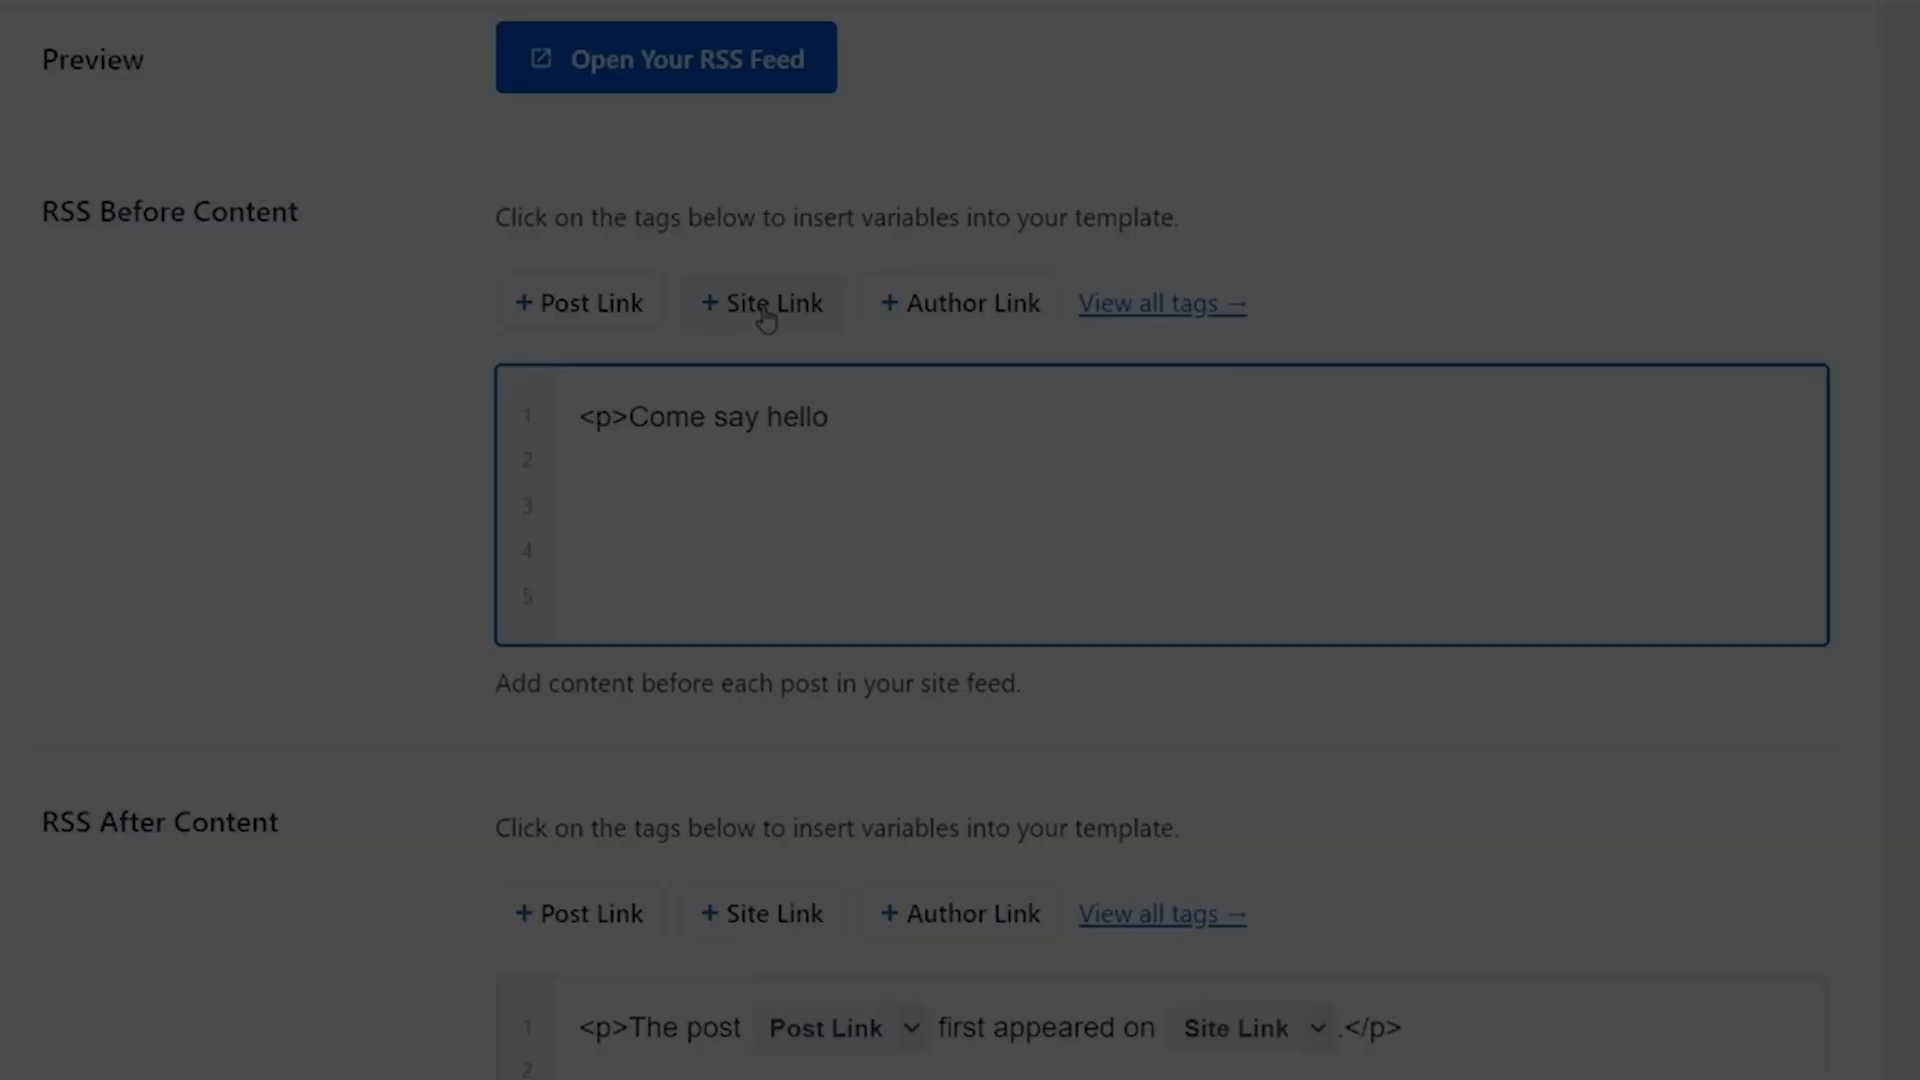 Preview
Open Your RSS Feed
RSS Before Content
Click on the tags below to insert variables into your template.
+ Post Link + Site Link + Author Link View all tags →
1 <p>Come say hello
2
3
4
5
Add content before each post in your site feed.
RSS After Content
Click on the tags below to insert variables into your template.
+ Post Link + Site Link + Author Link View all tags →
1 <p>The post Post Link first appeared on Site Link .</p>
2